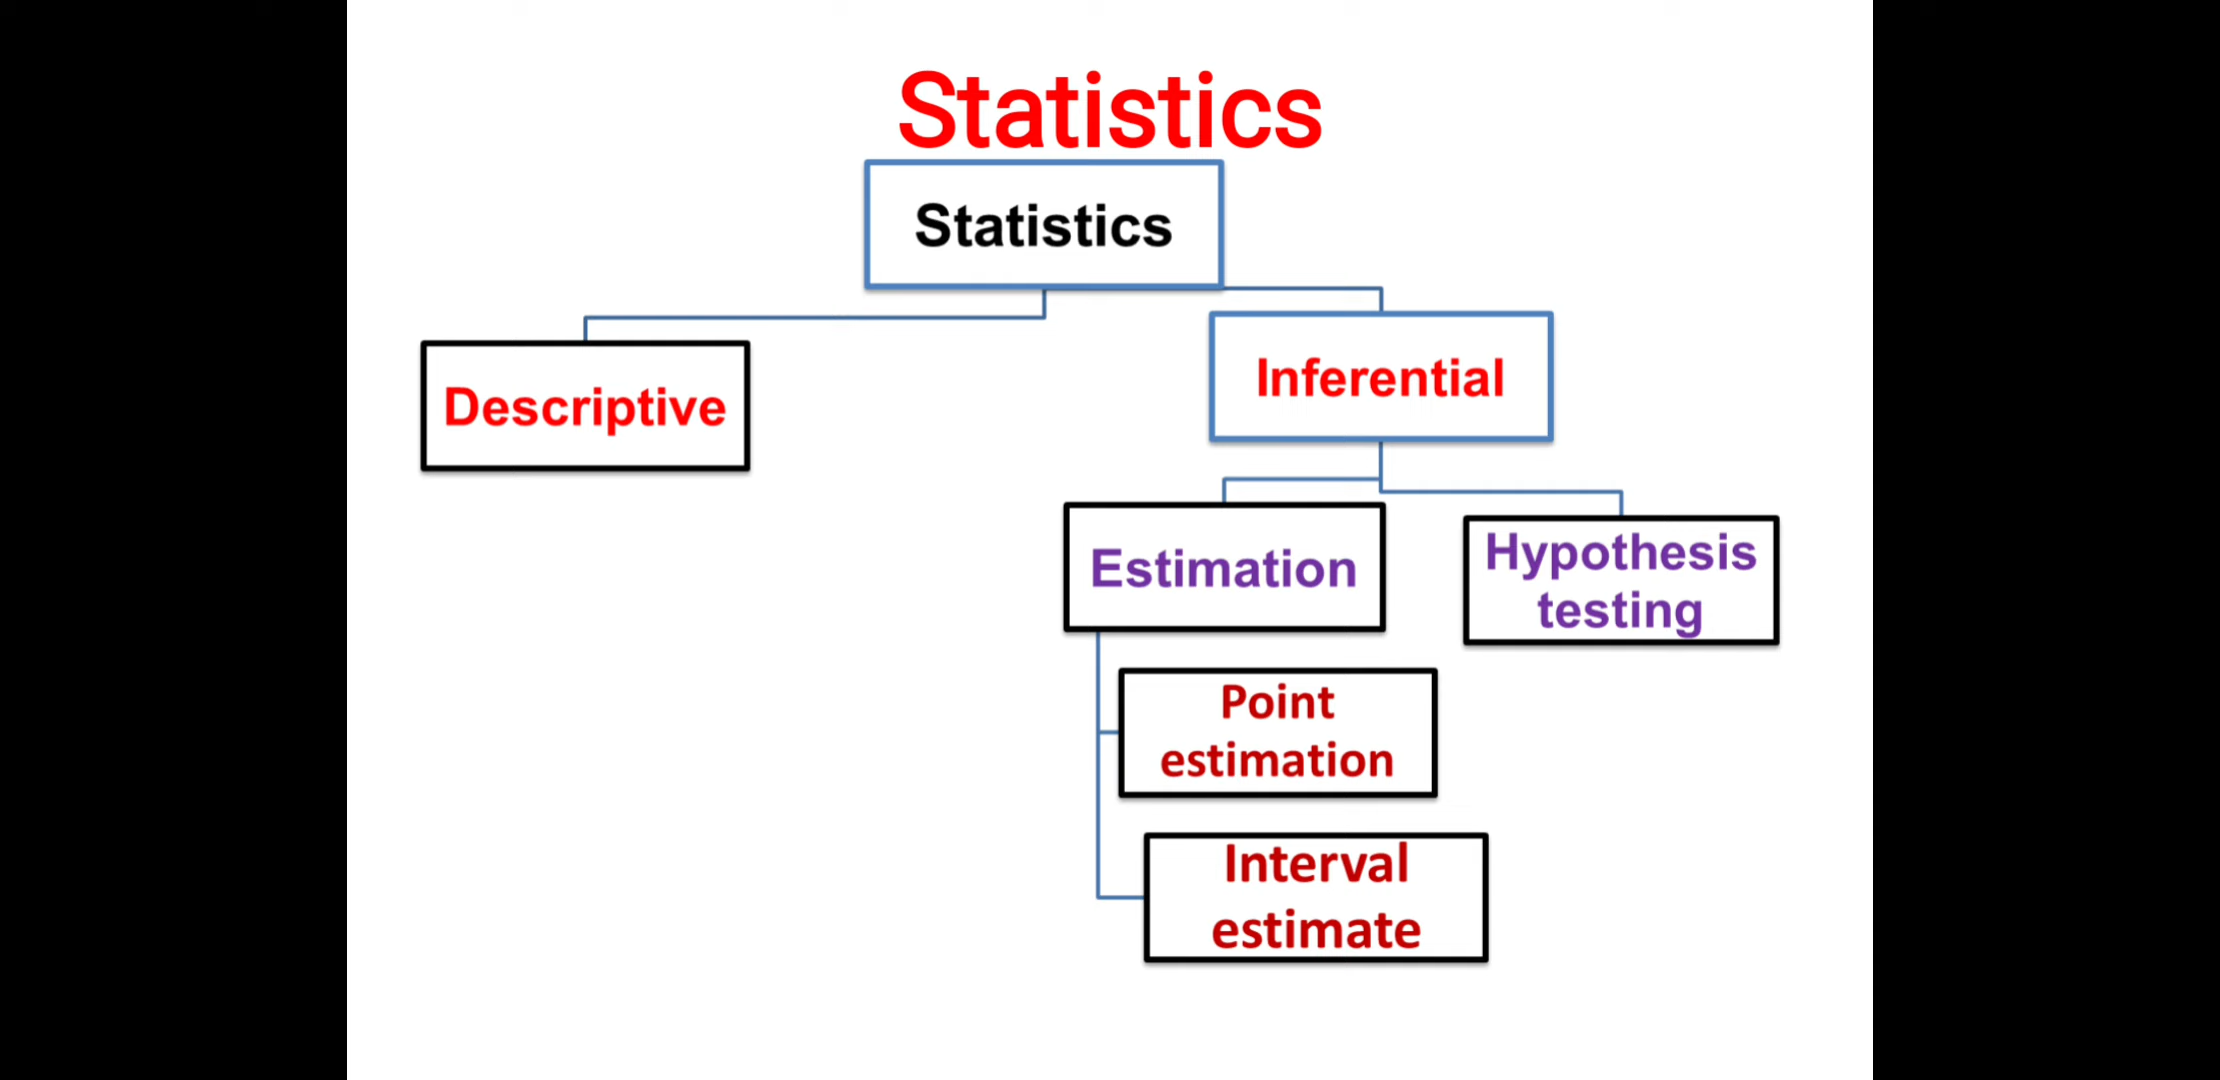 Statistics
Statistics
Descriptive
Inferential
Estimation
Hypothesis
testing
Point
estimation
Interval
estimate